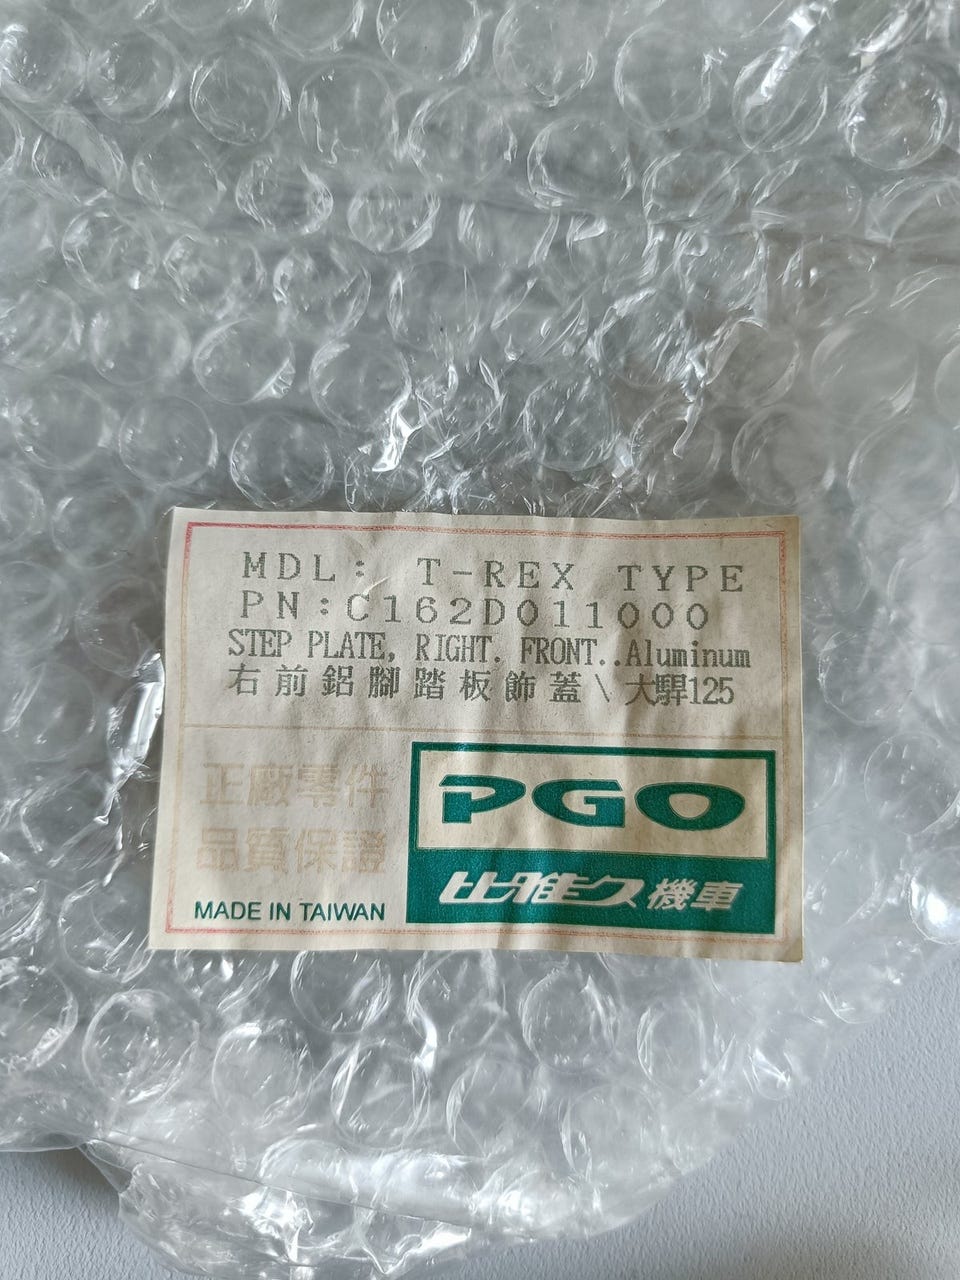 MDL: T-REX TYPE
PN:C162D011000
STEP PLATE, RIGHT. FRONT..Aluminum
右前鋁腳踏板飾蓋\大馯125
正廠零件
品質保證
MADE IN TAIWAN
PGO
比雅久機車